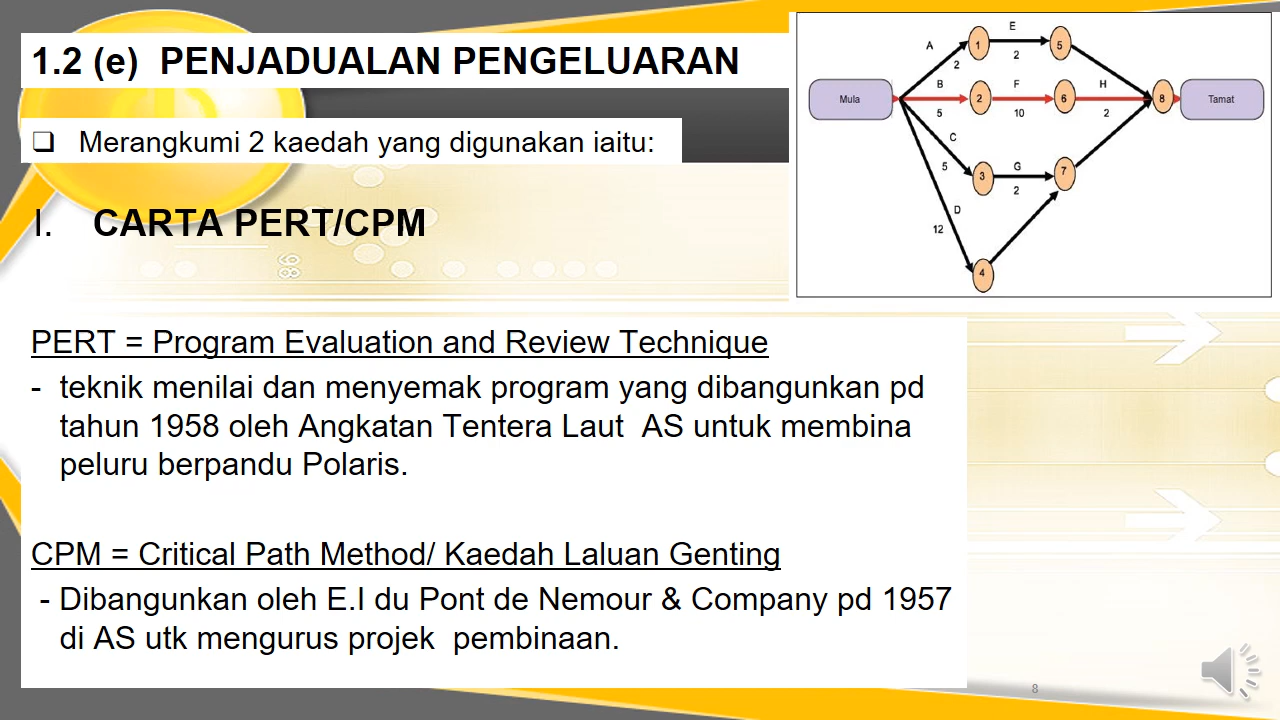 1.2 (e) PENJADUALAN PENGELUARAN
❑ Merangkumi 2 kaedah yang digunakan iaitu:
I. CARTA PERT/CPM
Mula
A
2
1
E
2
5
B
5
2
F
10
6
H
2
8
Tamat
C
5
3
G
2
7
D
12
4
PERT = Program Evaluation and Review Technique
- teknik menilai dan menyemak program yang dibangunkan pd
tahun 1958 oleh Angkatan Tentera Laut AS untuk membina
peluru berpandu Polaris.
CPM = Critical Path Method/ Kaedah Laluan Genting
- Dibangunkan oleh E.I du Pont de Nemour & Company pd 1957
di AS utk mengurus projek pembinaan.
8